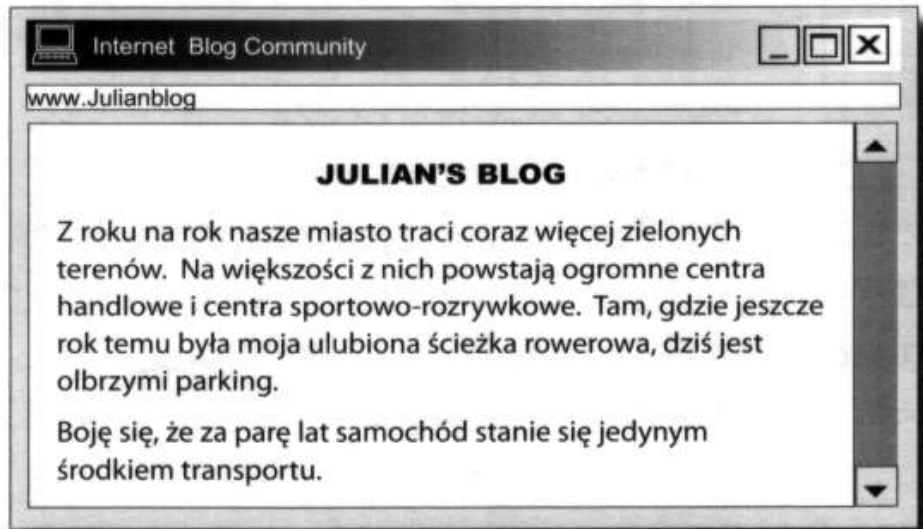 Internet Blog Community
www.Julianblog
JULIAN'S BLOG
Z roku na rok nasze miasto traci coraz więcej zielonych
terenów. Na większości z nich powstają ogromne centra
handlowe i centra sportowo-rozrywkowe. Tam, gdzie jeszcze
rok temu była moja ulubiona ścieżka rowerowa, dziś jest
olbrzymi parking.
Boję się, że za parę lat samochód stanie się jedynym
środkiem transportu.